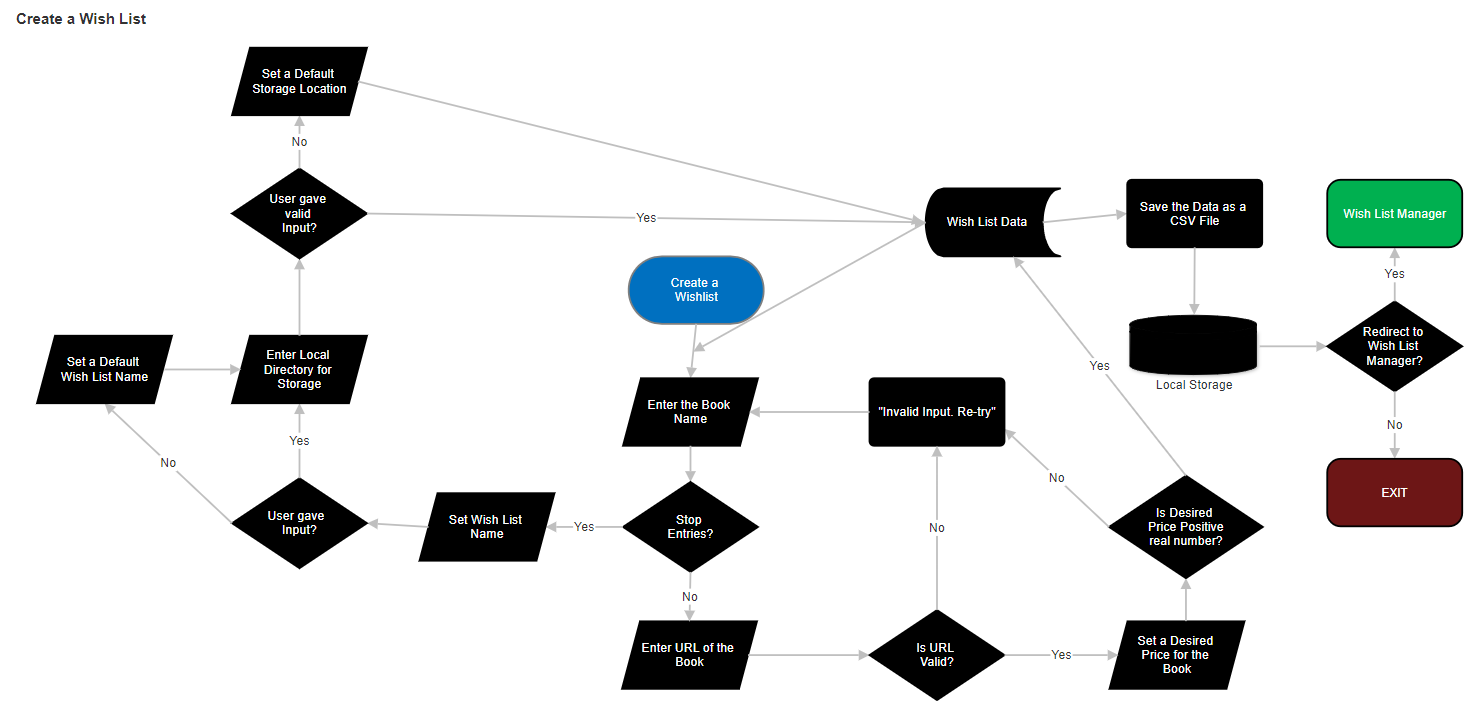 Create a Wish List
Set a Default
Storage Location
No
User gave
valid
Input?
Yes
Wish List Data
Save the Data as a
CSV File
Wish List Manager
Yes
Create a
Wishlist
Local Storage
Redirect to
Wish List
Manager?
No
EXIT
Set a Default
Wish List Name
Enter Local
Directory for
Storage
Yes
No
User gave
Input?
Set Wish List
Name
Yes
Enter the Book
Name
Stop
Entries?
No
Enter URL of the
Book
"Invalid Input. Re-try"
No
Is URL
Valid?
Yes
Set a Desired
Price for the
Book
Is Desired
Price Positive
real number?
No
Yes